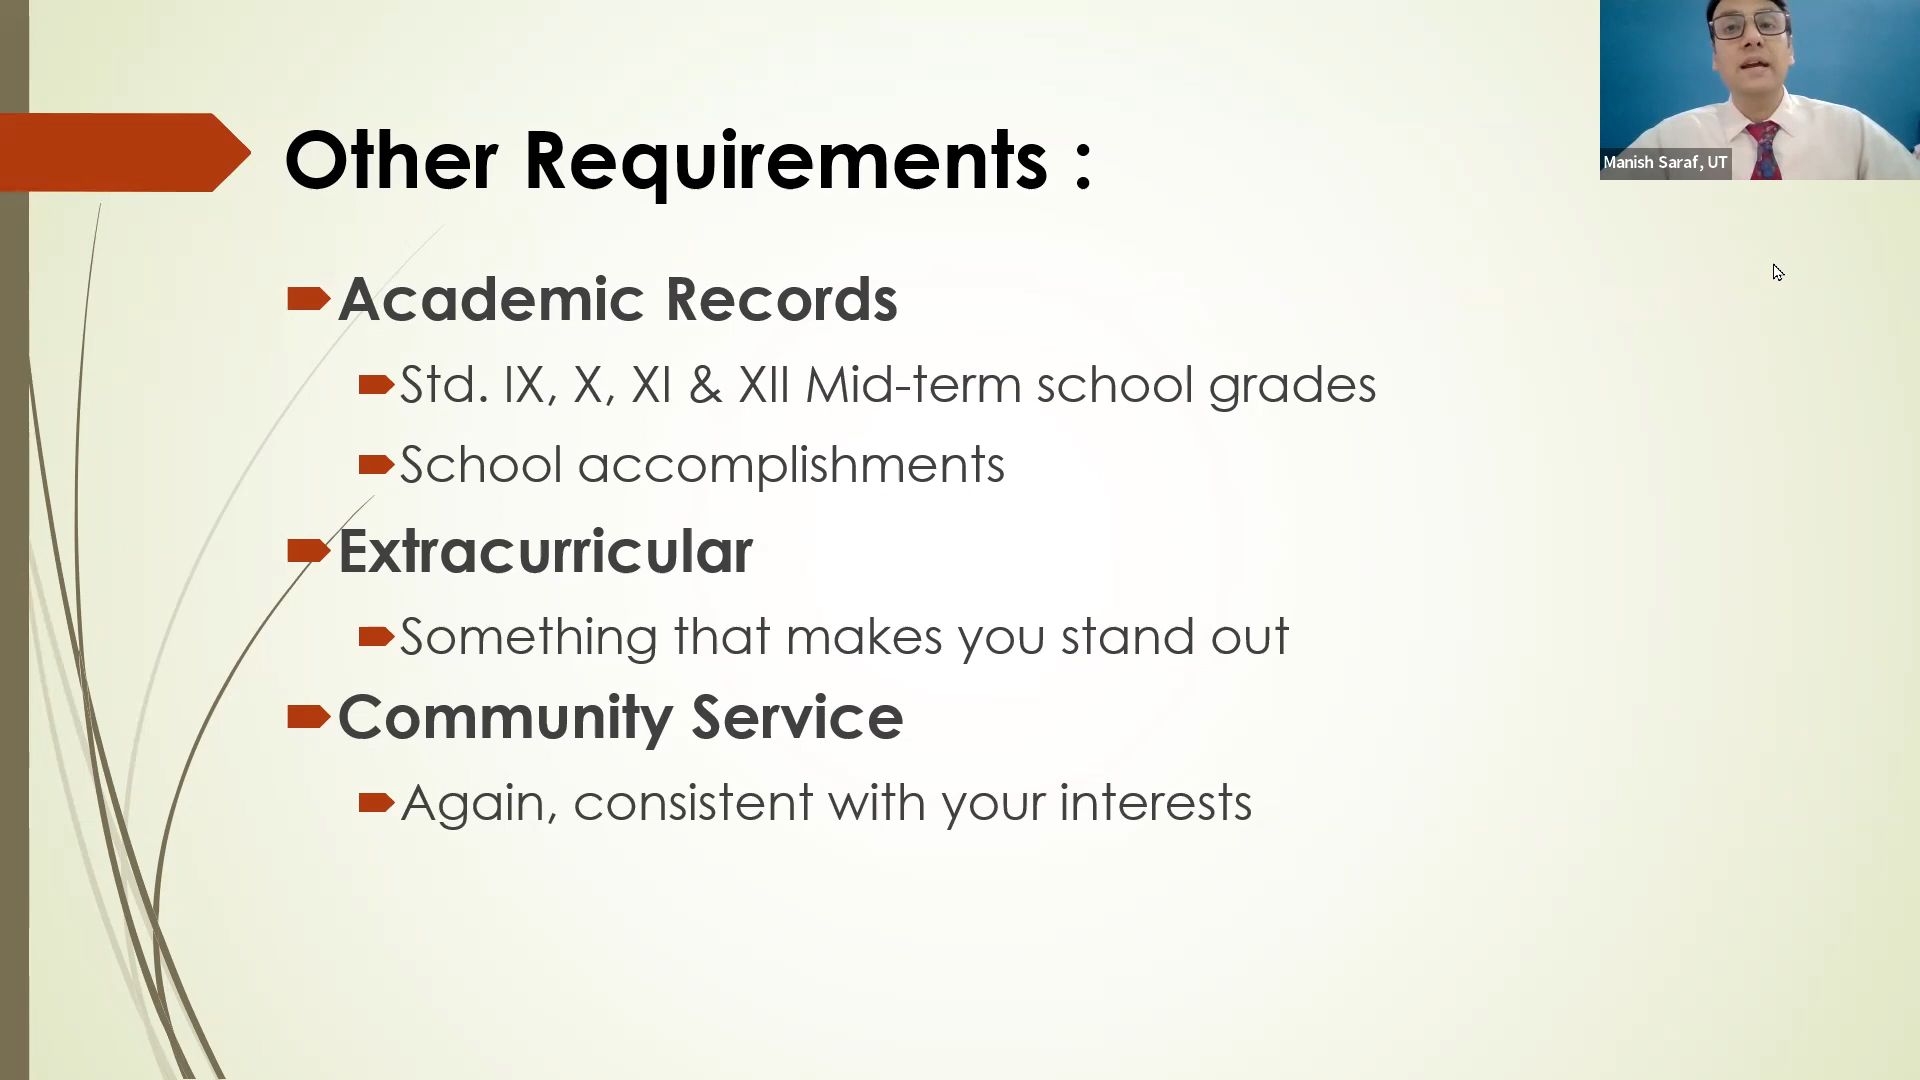 Other Requirements :
Academic Records
Std. IX, X, XI & XII Mid-term school grades
School accomplishments
Extracurricular
Something that makes you stand out
Community Service
Again, consistent with your interests
Manish Saraf, UT